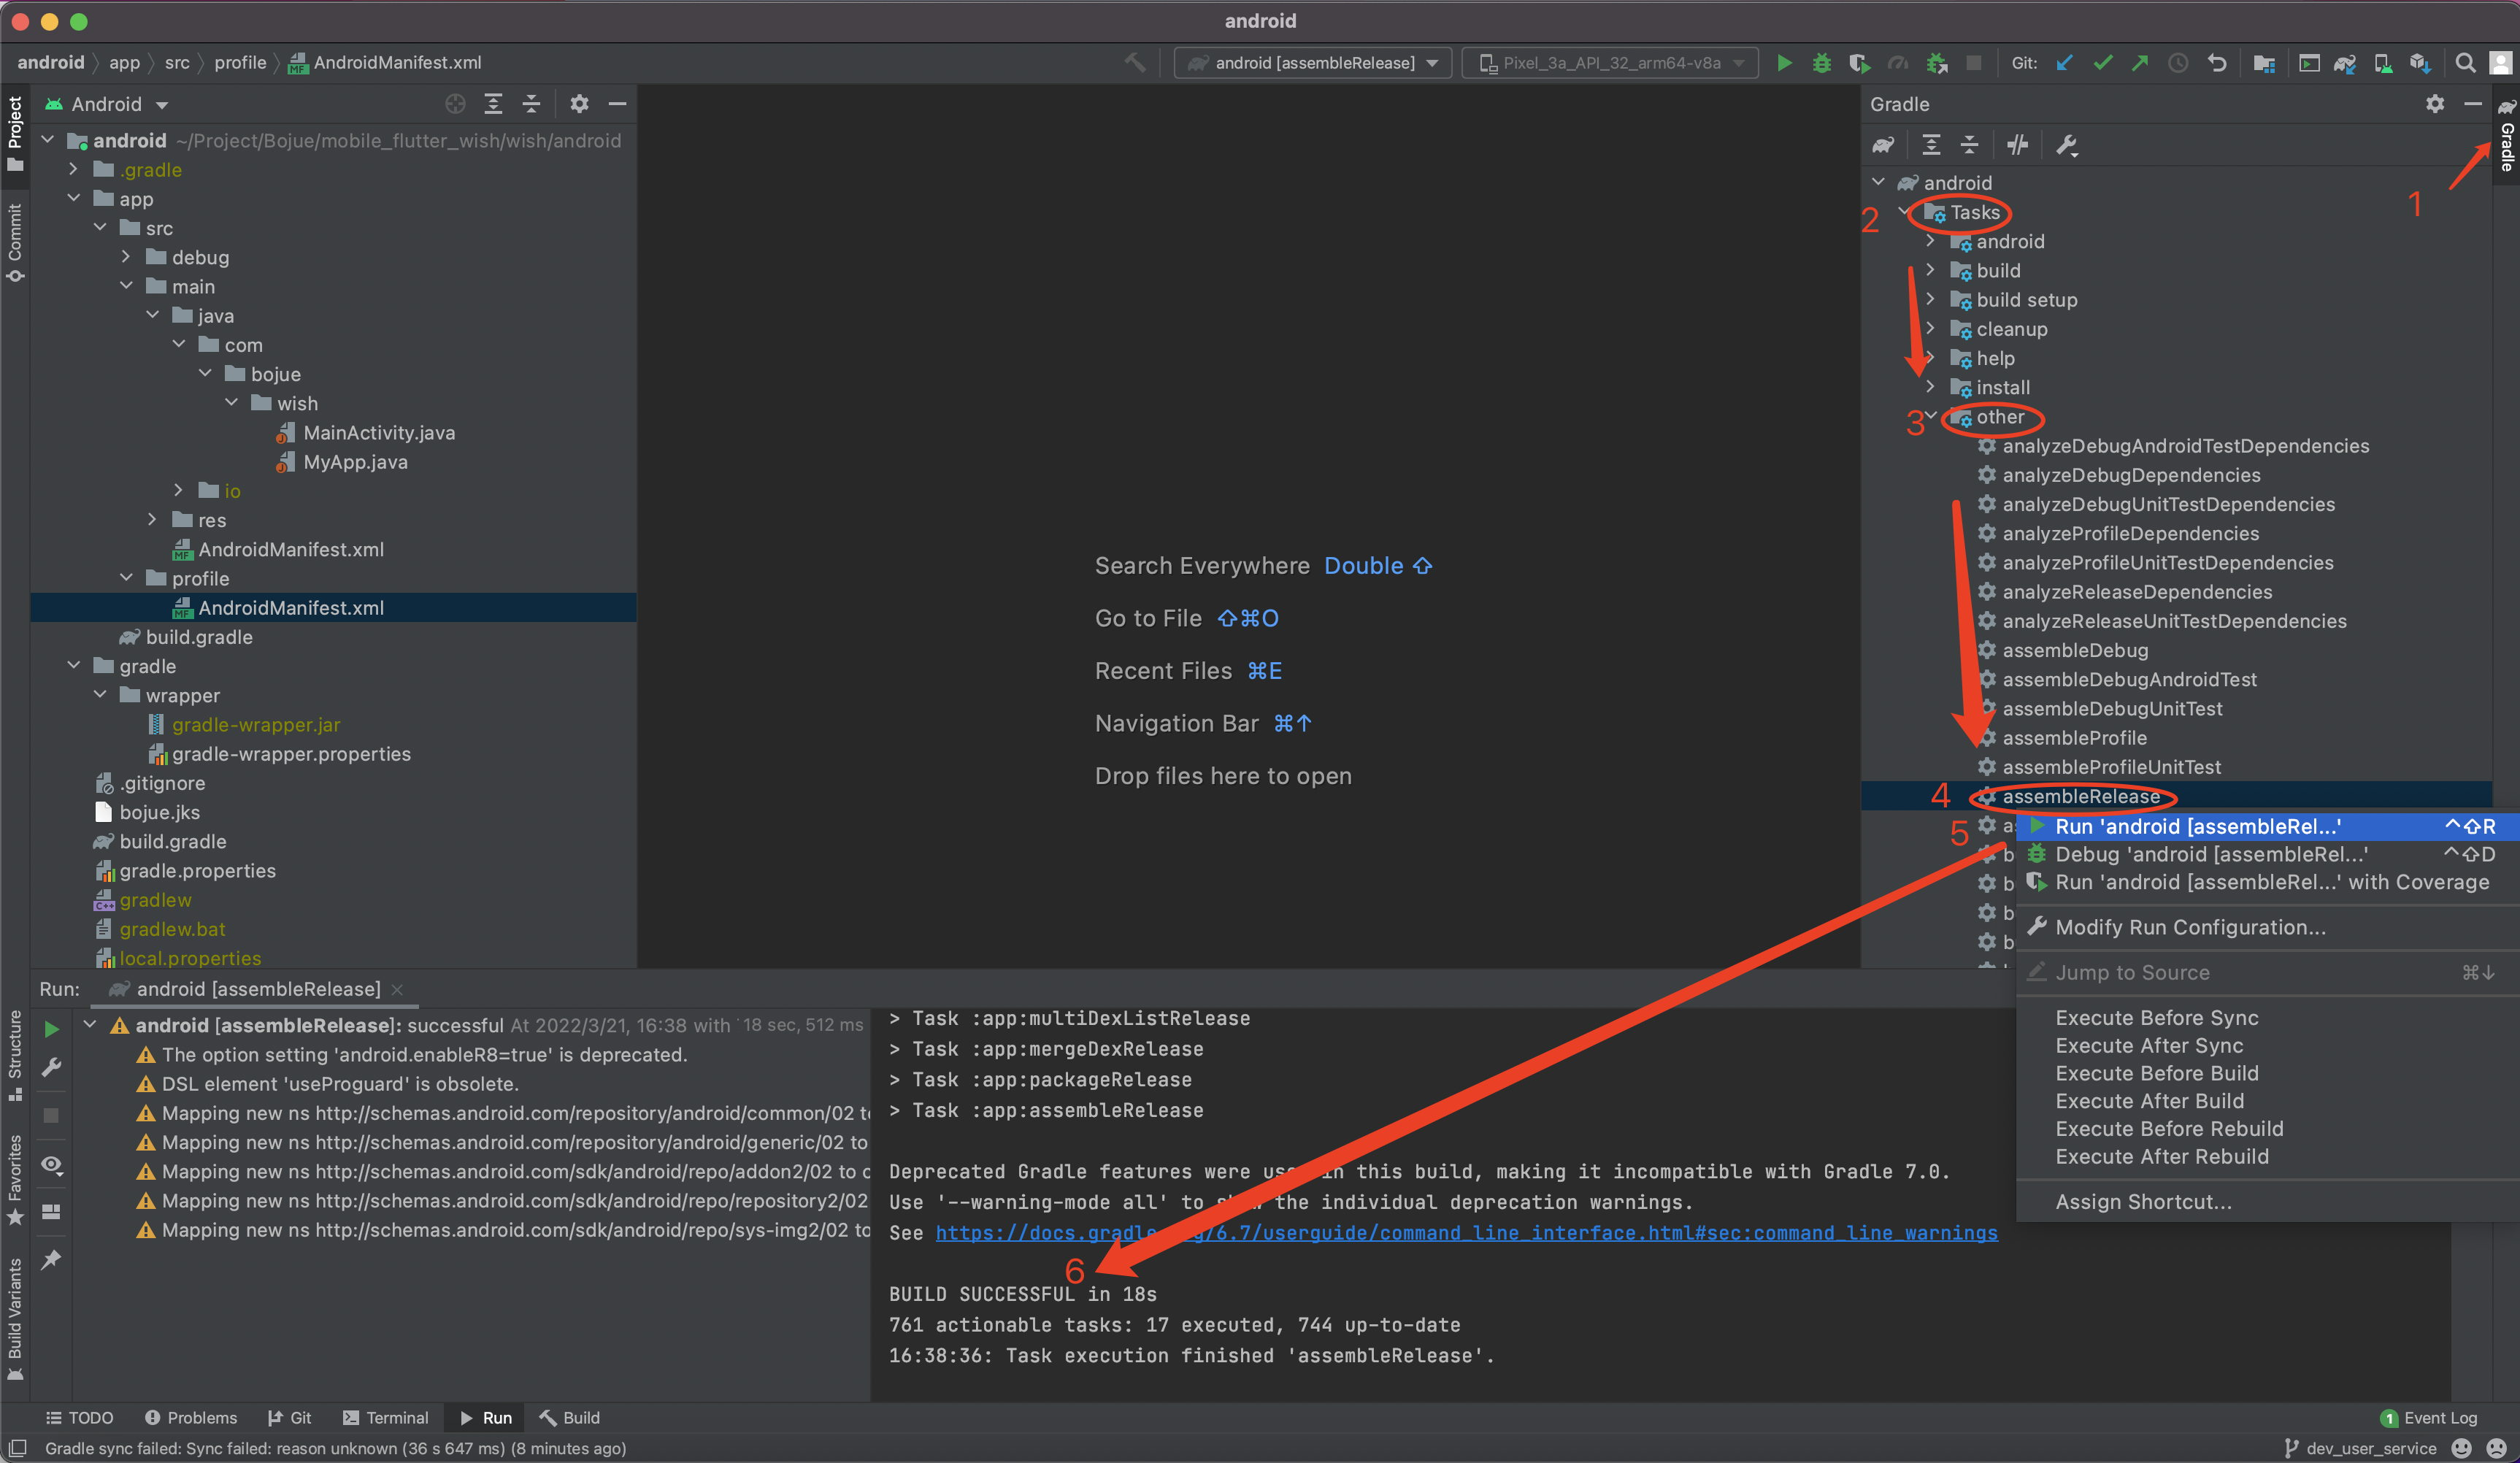 android
android
app
src
profile
AndroidManifest.xml
android [assembleRelease]
Pixel_3a_API_32_arm64-v8a
Git:
Project
Commit
Structure
Favorites
Build Variants
Android
android ~/Project/Bojue/mobile_flutter_wish/wish/android
.gradle
app
src
debug
main
java
com
bojue
wish
MainActivity.java
MyApp.java
io
res
AndroidManifest.xml
profile
AndroidManifest.xml
build.gradle
gradle
wrapper
gradle-wrapper.jar
gradle-wrapper.properties
.gitignore
bojue.jks
build.gradle
gradle.properties
gradlew
gradlew.bat
local.properties
Search Everywhere Double ⇧
Go to File ⇧⌘O
Recent Files ⌘E
Navigation Bar ⌘↑
Drop files here to open
Gradle
Gradle
1
android
2
Tasks
android
build
build setup
cleanup
help
install
3
other
analyzeDebugAndroidTestDependencies
analyzeDebugDependencies
analyzeDebugUnitTestDependencies
analyzeProfileDependencies
analyzeProfileUnitTestDependencies
analyzeReleaseDependencies
analyzeReleaseUnitTestDependencies
assembleDebug
assembleDebugAndroidTest
assembleDebugUnitTest
assembleProfile
assembleProfileUnitTest
4
assembleRelease
5
Run 'android [assembleRel...' ^⇧R
Debug 'android [assembleRel...' ^⇧D
Run 'android [assembleRel...' with Coverage
Modify Run Configuration...
Jump to Source ⌘↓
Execute Before Sync
Execute After Sync
Execute Before Build
Execute After Build
Execute Before Rebuild
Execute After Rebuild
Assign Shortcut...
Run: android [assembleRelease]
android [assembleRelease]: successful At 2022/3/21, 16:38 with 18 sec, 512 ms
The option setting 'android.enableR8=true' is deprecated.
DSL element 'useProguard' is obsolete.
Mapping new ns http://schemas.android.com/repository/android/common/02 to
Mapping new ns http://schemas.android.com/repository/android/generic/02 to
Mapping new ns http://schemas.android.com/sdk/android/repo/addon2/02 to
Mapping new ns http://schemas.android.com/sdk/android/repo/repository2/02
Mapping new ns http://schemas.android.com/sdk/android/repo/sys-img2/02 to
> Task :app:multiDexListRelease
> Task :app:mergeDexRelease
> Task :app:packageRelease
> Task :app:assembleRelease
Deprecated Gradle features were used in this build, making it incompatible with Gradle 7.0.
Use '--warning-mode all' to show the individual deprecation warnings.
See https://docs.gradle.org/6.7/userguide/command_line_interface.html#sec:command_line_warnings
6
BUILD SUCCESSFUL in 18s
761 actionable tasks: 17 executed, 744 up-to-date
16:38:36: Task execution finished 'assembleRelease'.
TODO
Problems
Git
Terminal
Run
Build
1 Event Log
Gradle sync failed: Sync failed: reason unknown (36 s 647 ms) (8 minutes ago)
dev_user_service